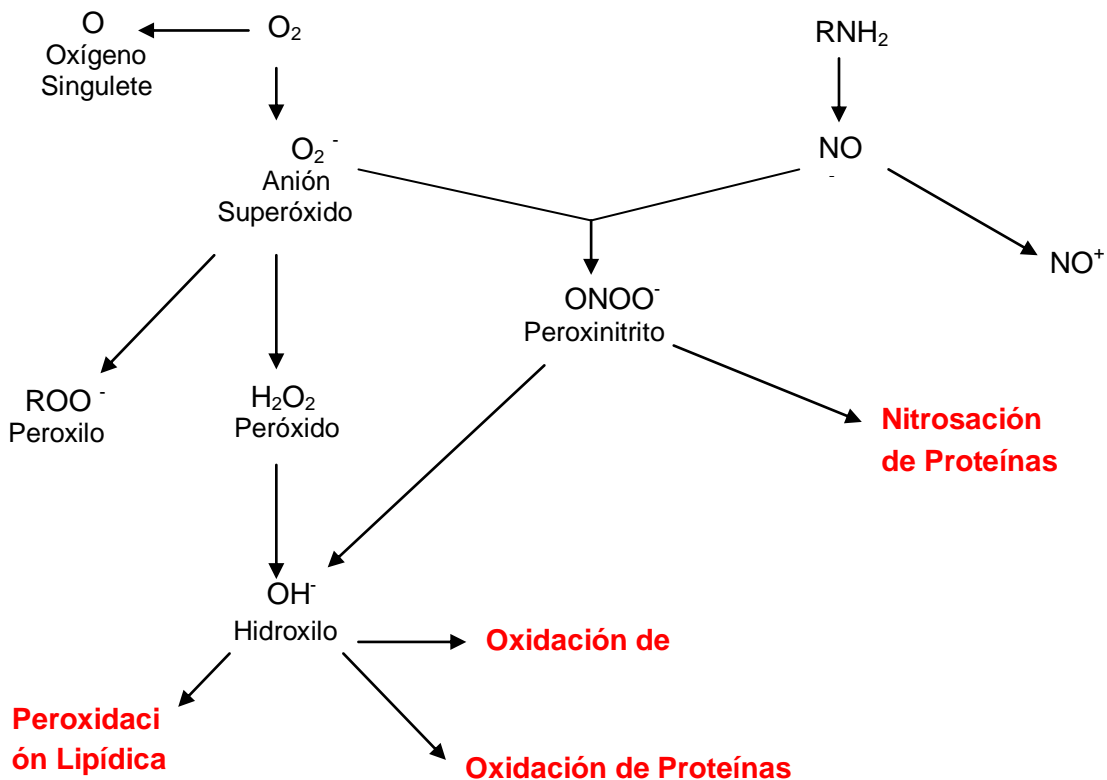 O
Oxígeno
Singulete
O₂
RNH₂
O₂ ⁻
Anión
Superóxido
NO
-
NO⁺
ONOO⁻
Peroxinitrito
ROO ⁻
Peroxilo
H₂O₂
Peróxido
Nitrosación
de Proteínas
OH⁻
Hidroxilo
Oxidación de
Peroxidaci
ón Lipídica
Oxidación de Proteínas